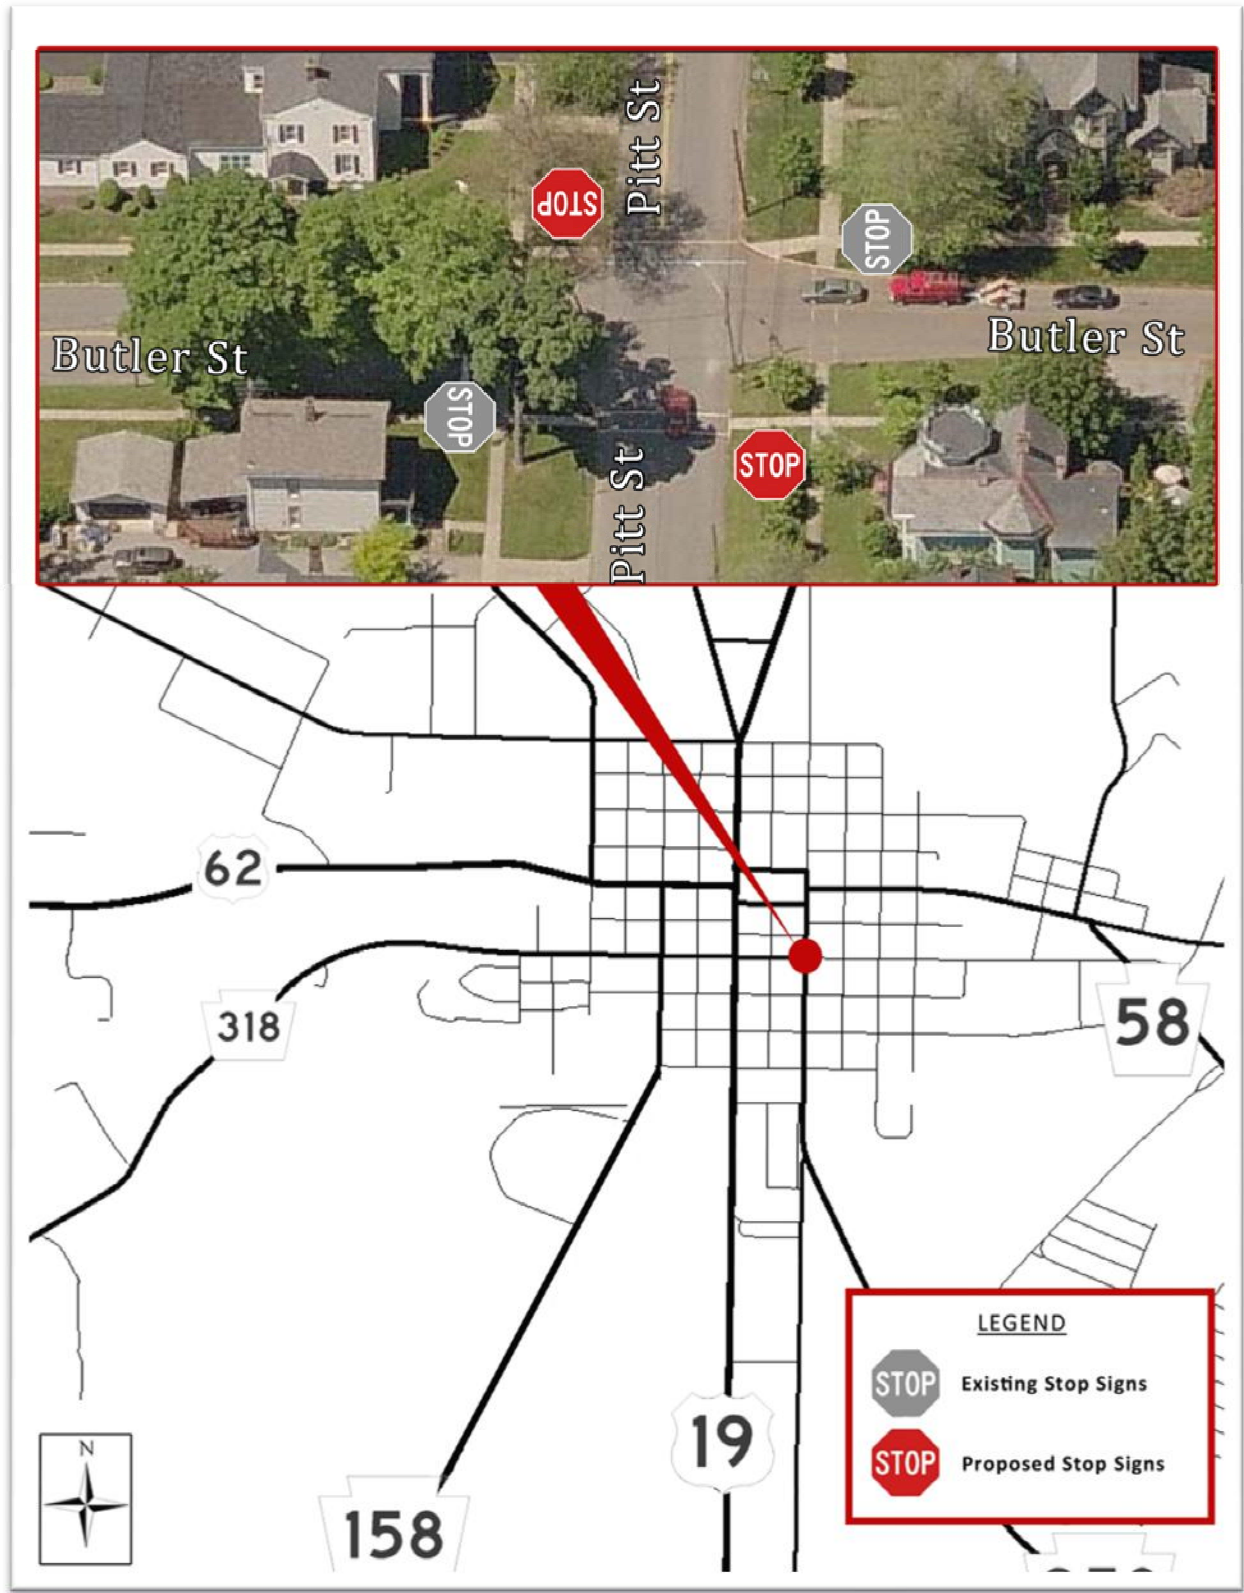 Pitt St
STOP
STOP
Butler St
Butler St
STOP
STOP
Pitt St
62
318
58
19
158
LEGEND
STOP Existing Stop Signs
STOP Proposed Stop Signs
N